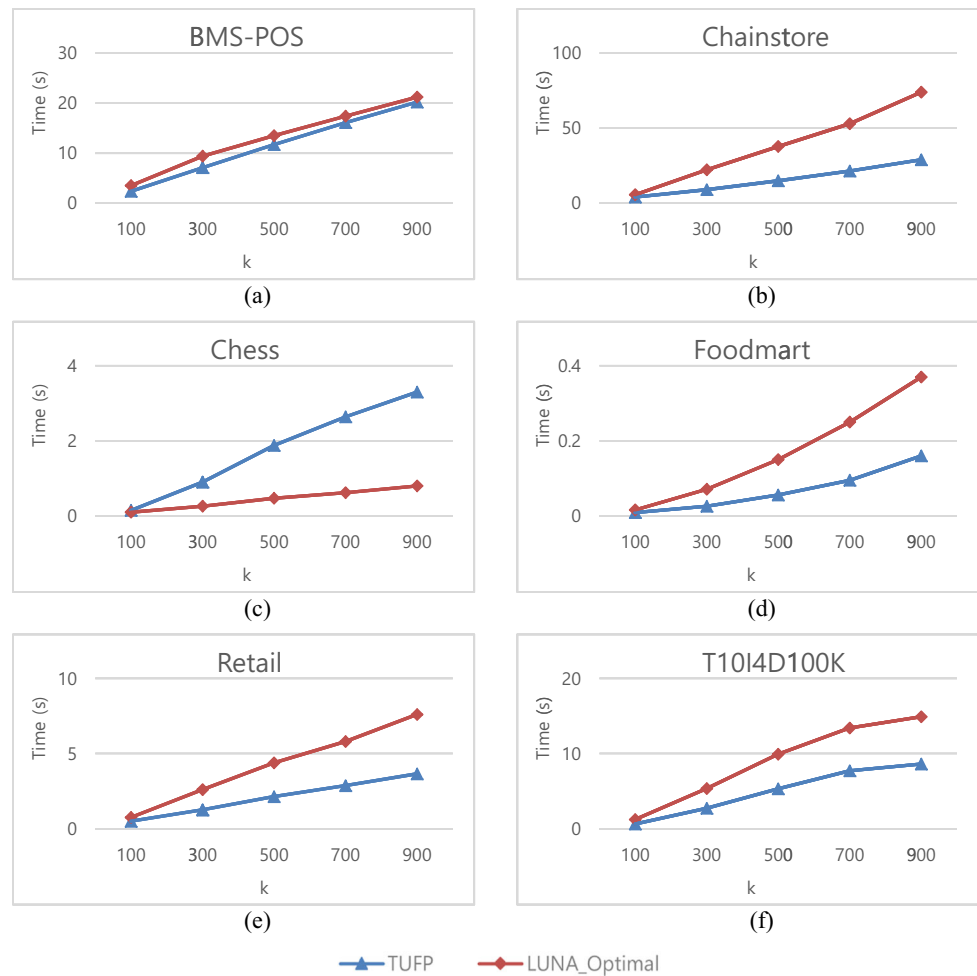 BMS-POS
Time (s)
30
20
10
0
100 300 500 700 900
k
(a)
Chainstore
Time (s)
100
50
0
100 300 500 700 900
k
(b)
Chess
Time (s)
4
2
0
100 300 500 700 900
k
(c)
Foodmart
Time (s)
0.4
0.2
0
100 300 500 700 900
k
(d)
Retail
Time (s)
10
5
0
100 300 500 700 900
k
(e)
T10I4D100K
Time (s)
20
10
0
100 300 500 700 900
k
(f)
TUFP LUNA_Optimal